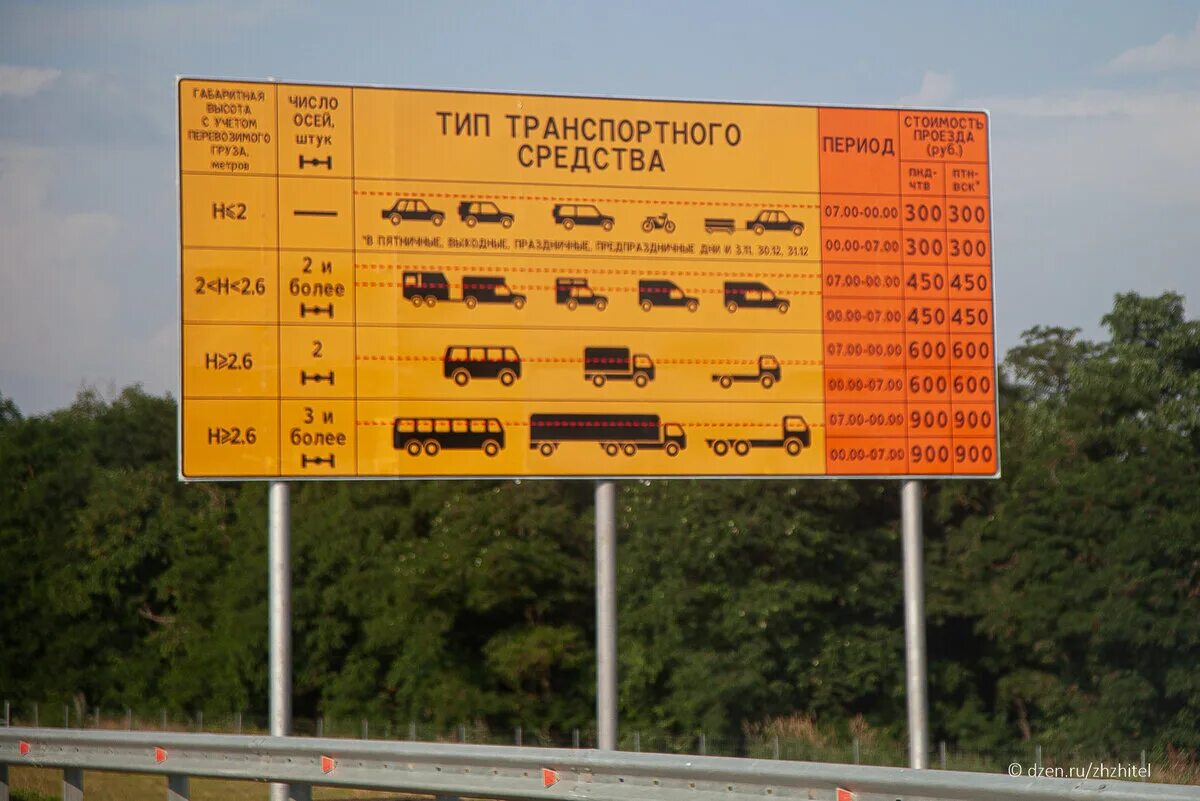 ГАБАРИТНАЯ
ВЫСОТА
С УЧЕТОМ
ПЕРЕВОЗИМОГО
ГРУЗА,
метров
ЧИСЛО
ОСЕЙ,
штук
ТИП ТРАНСПОРТНОГО
СРЕДСТВА
ПЕРИОД
СТОИМОСТЬ
ПРОЕЗДА
(руб.)
ПНД-
ЧТВ
ПТН-
ВСК*
H≤2
07.00-00.00 300 300
*В ПЯТНИЧНЫЕ, ВЫХОДНЫЕ, ПРАЗДНИЧНЫЕ, ПРЕДПРАЗДНИЧНЫЕ ДНИ И 3.11, 30.12, 31.12
00.00-07.00 300 300
2<H<2.6
2 и
более
07.00-00.00 450 450
00.00-07.00 450 450
H≥2.6
2
07.00-00.00 600 600
00.00-07.00 600 600
H≥2.6
3 и
более
07.00-00.00 900 900
00.00-07.00 900 900
© dzen.ru/zhzhitel